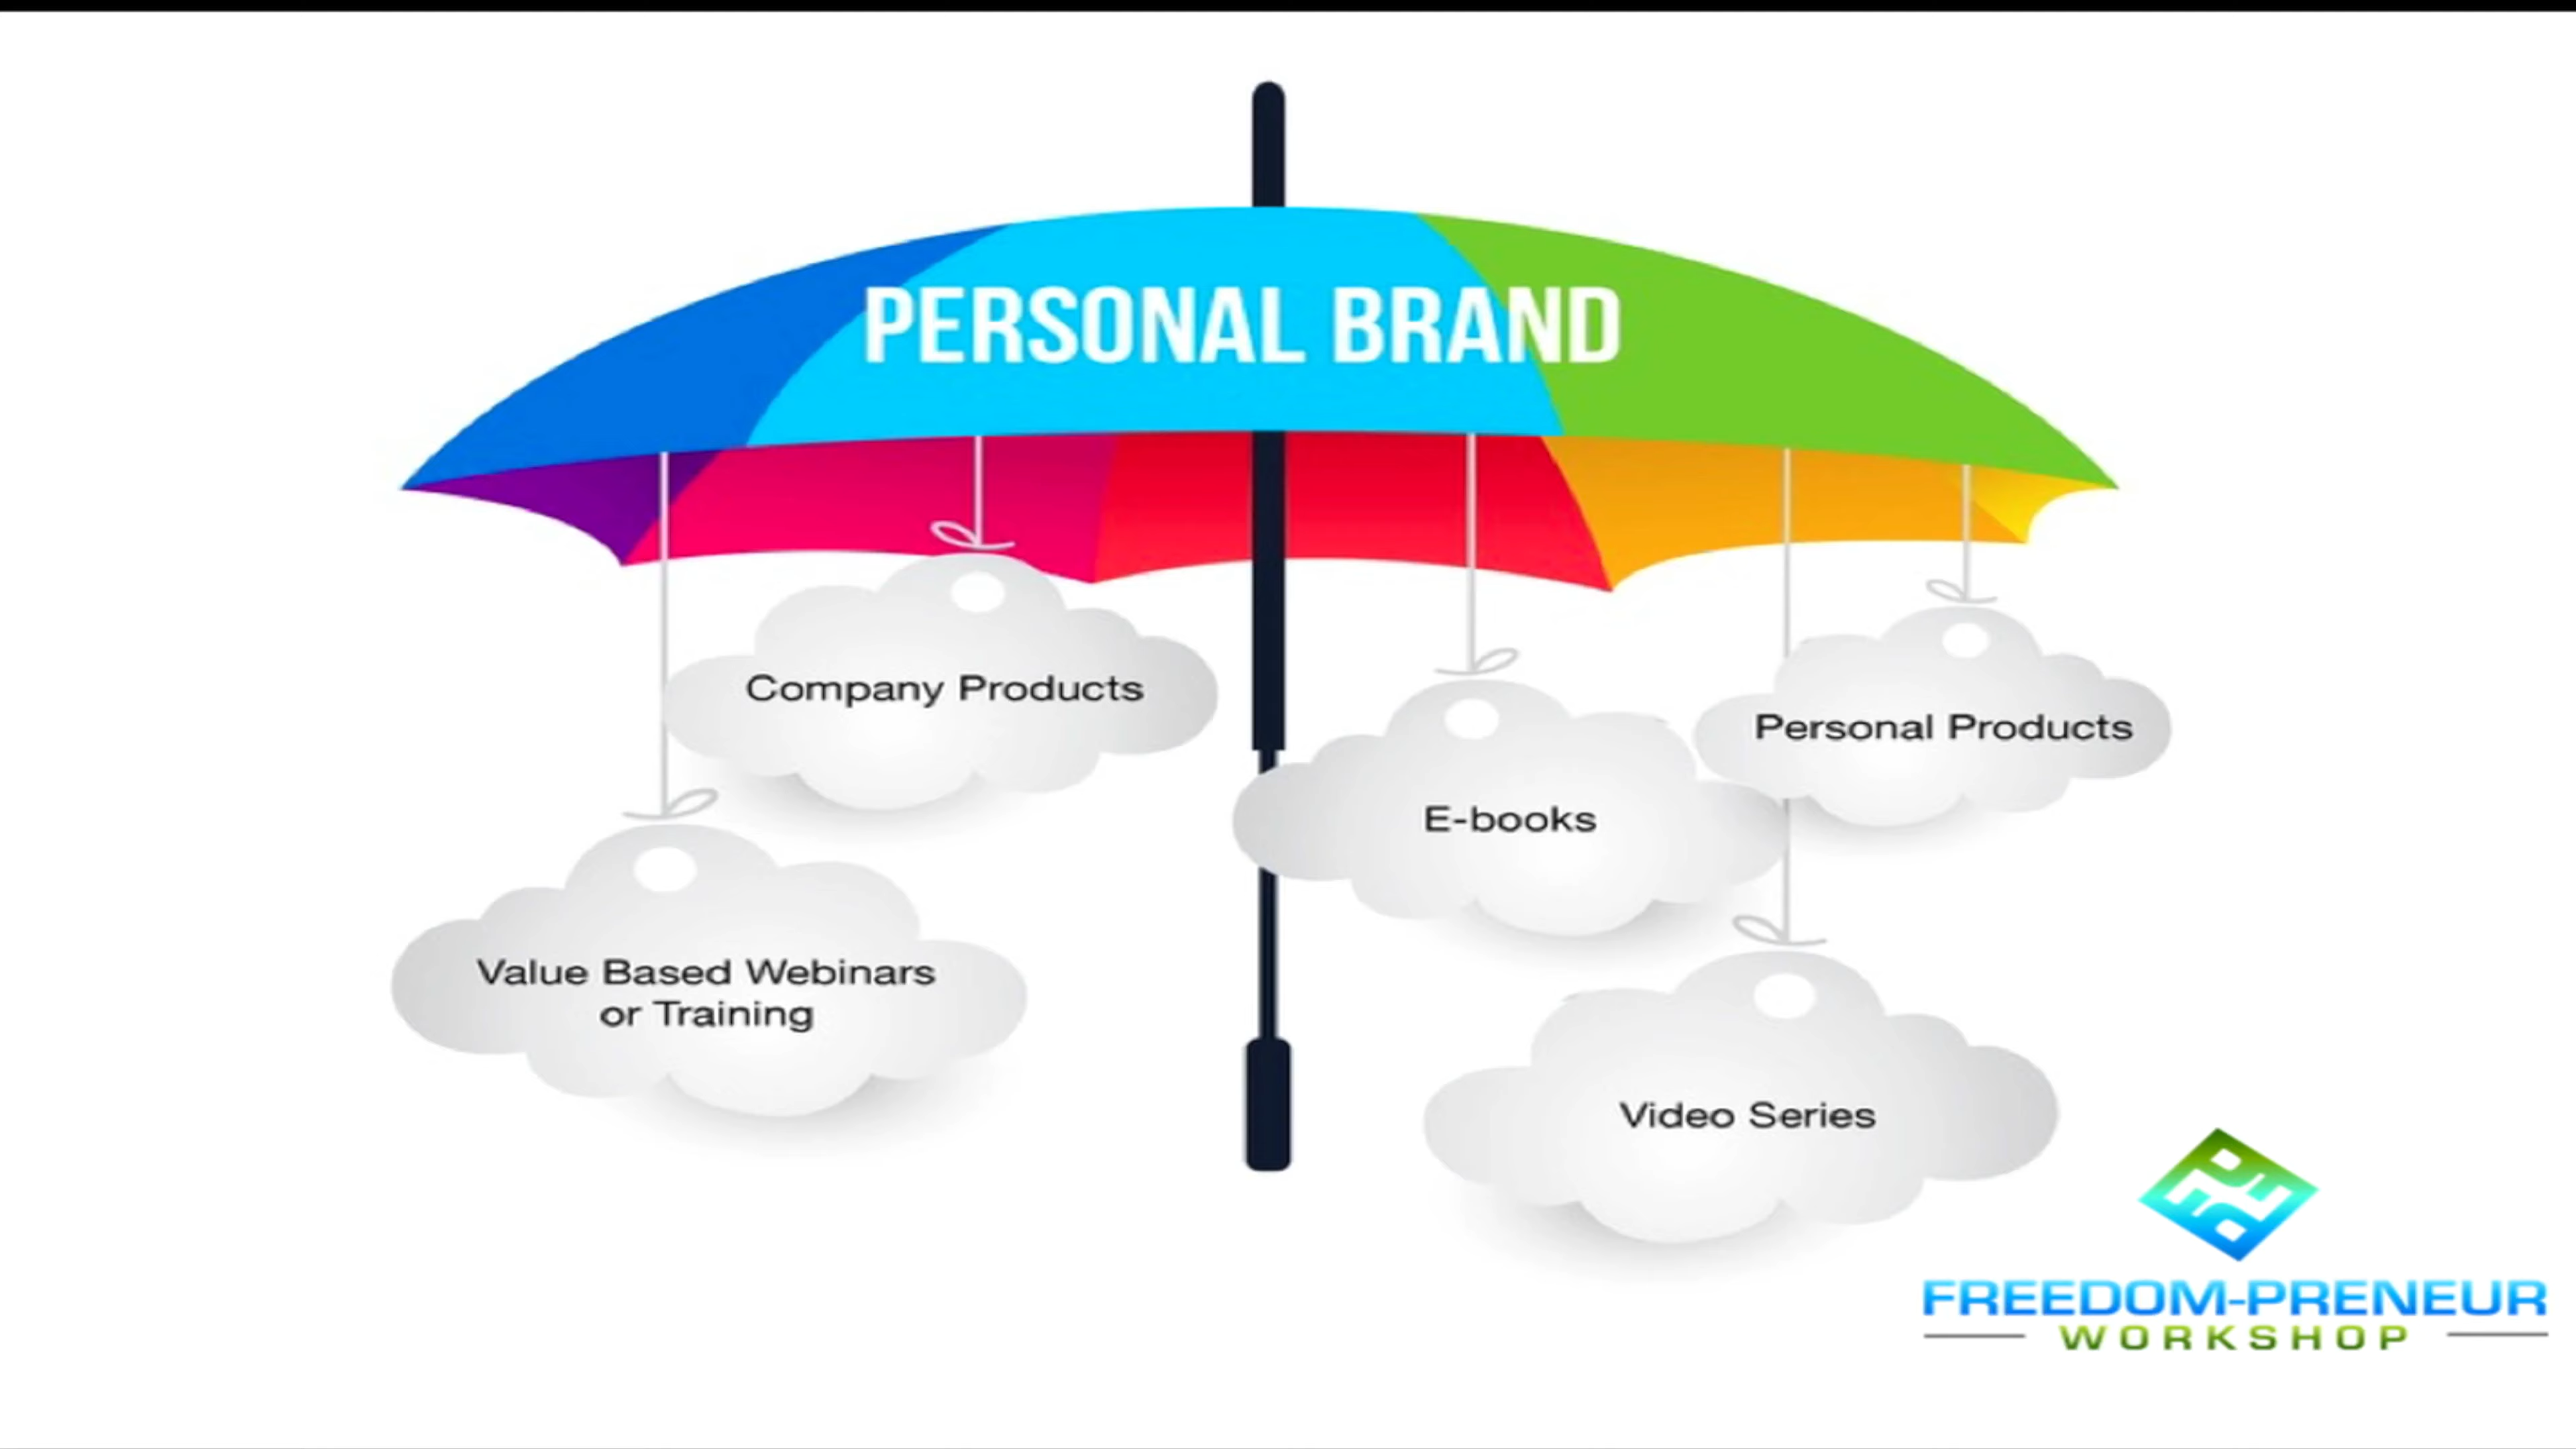 PERSONAL BRAND
Company Products
Personal Products
E-books
Value Based Webinars
or Training
Video Series
FREEDOM-PRENEUR
WORKSHOP